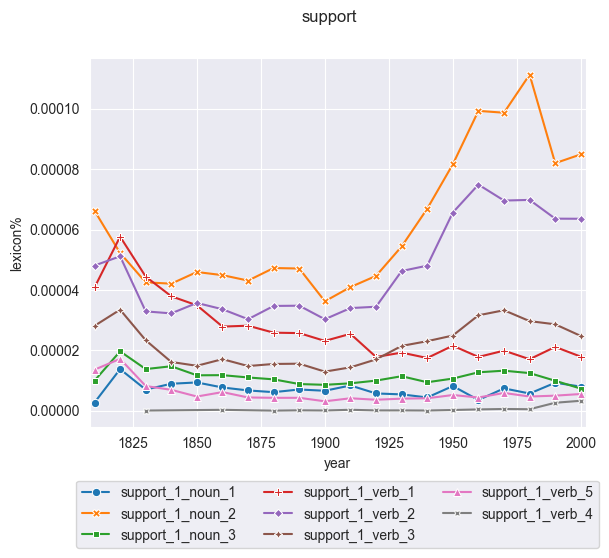 support
0.00010
0.00008
0.00006
0.00004
0.00002
0.00000
lexicon%
1825 1850 1875 1900 1925 1950 1975 2000
year
support_1_noun_1 support_1_verb_1 support_1_verb_5
support_1_noun_2 support_1_verb_2 support_1_verb_4
support_1_noun_3 support_1_verb_3